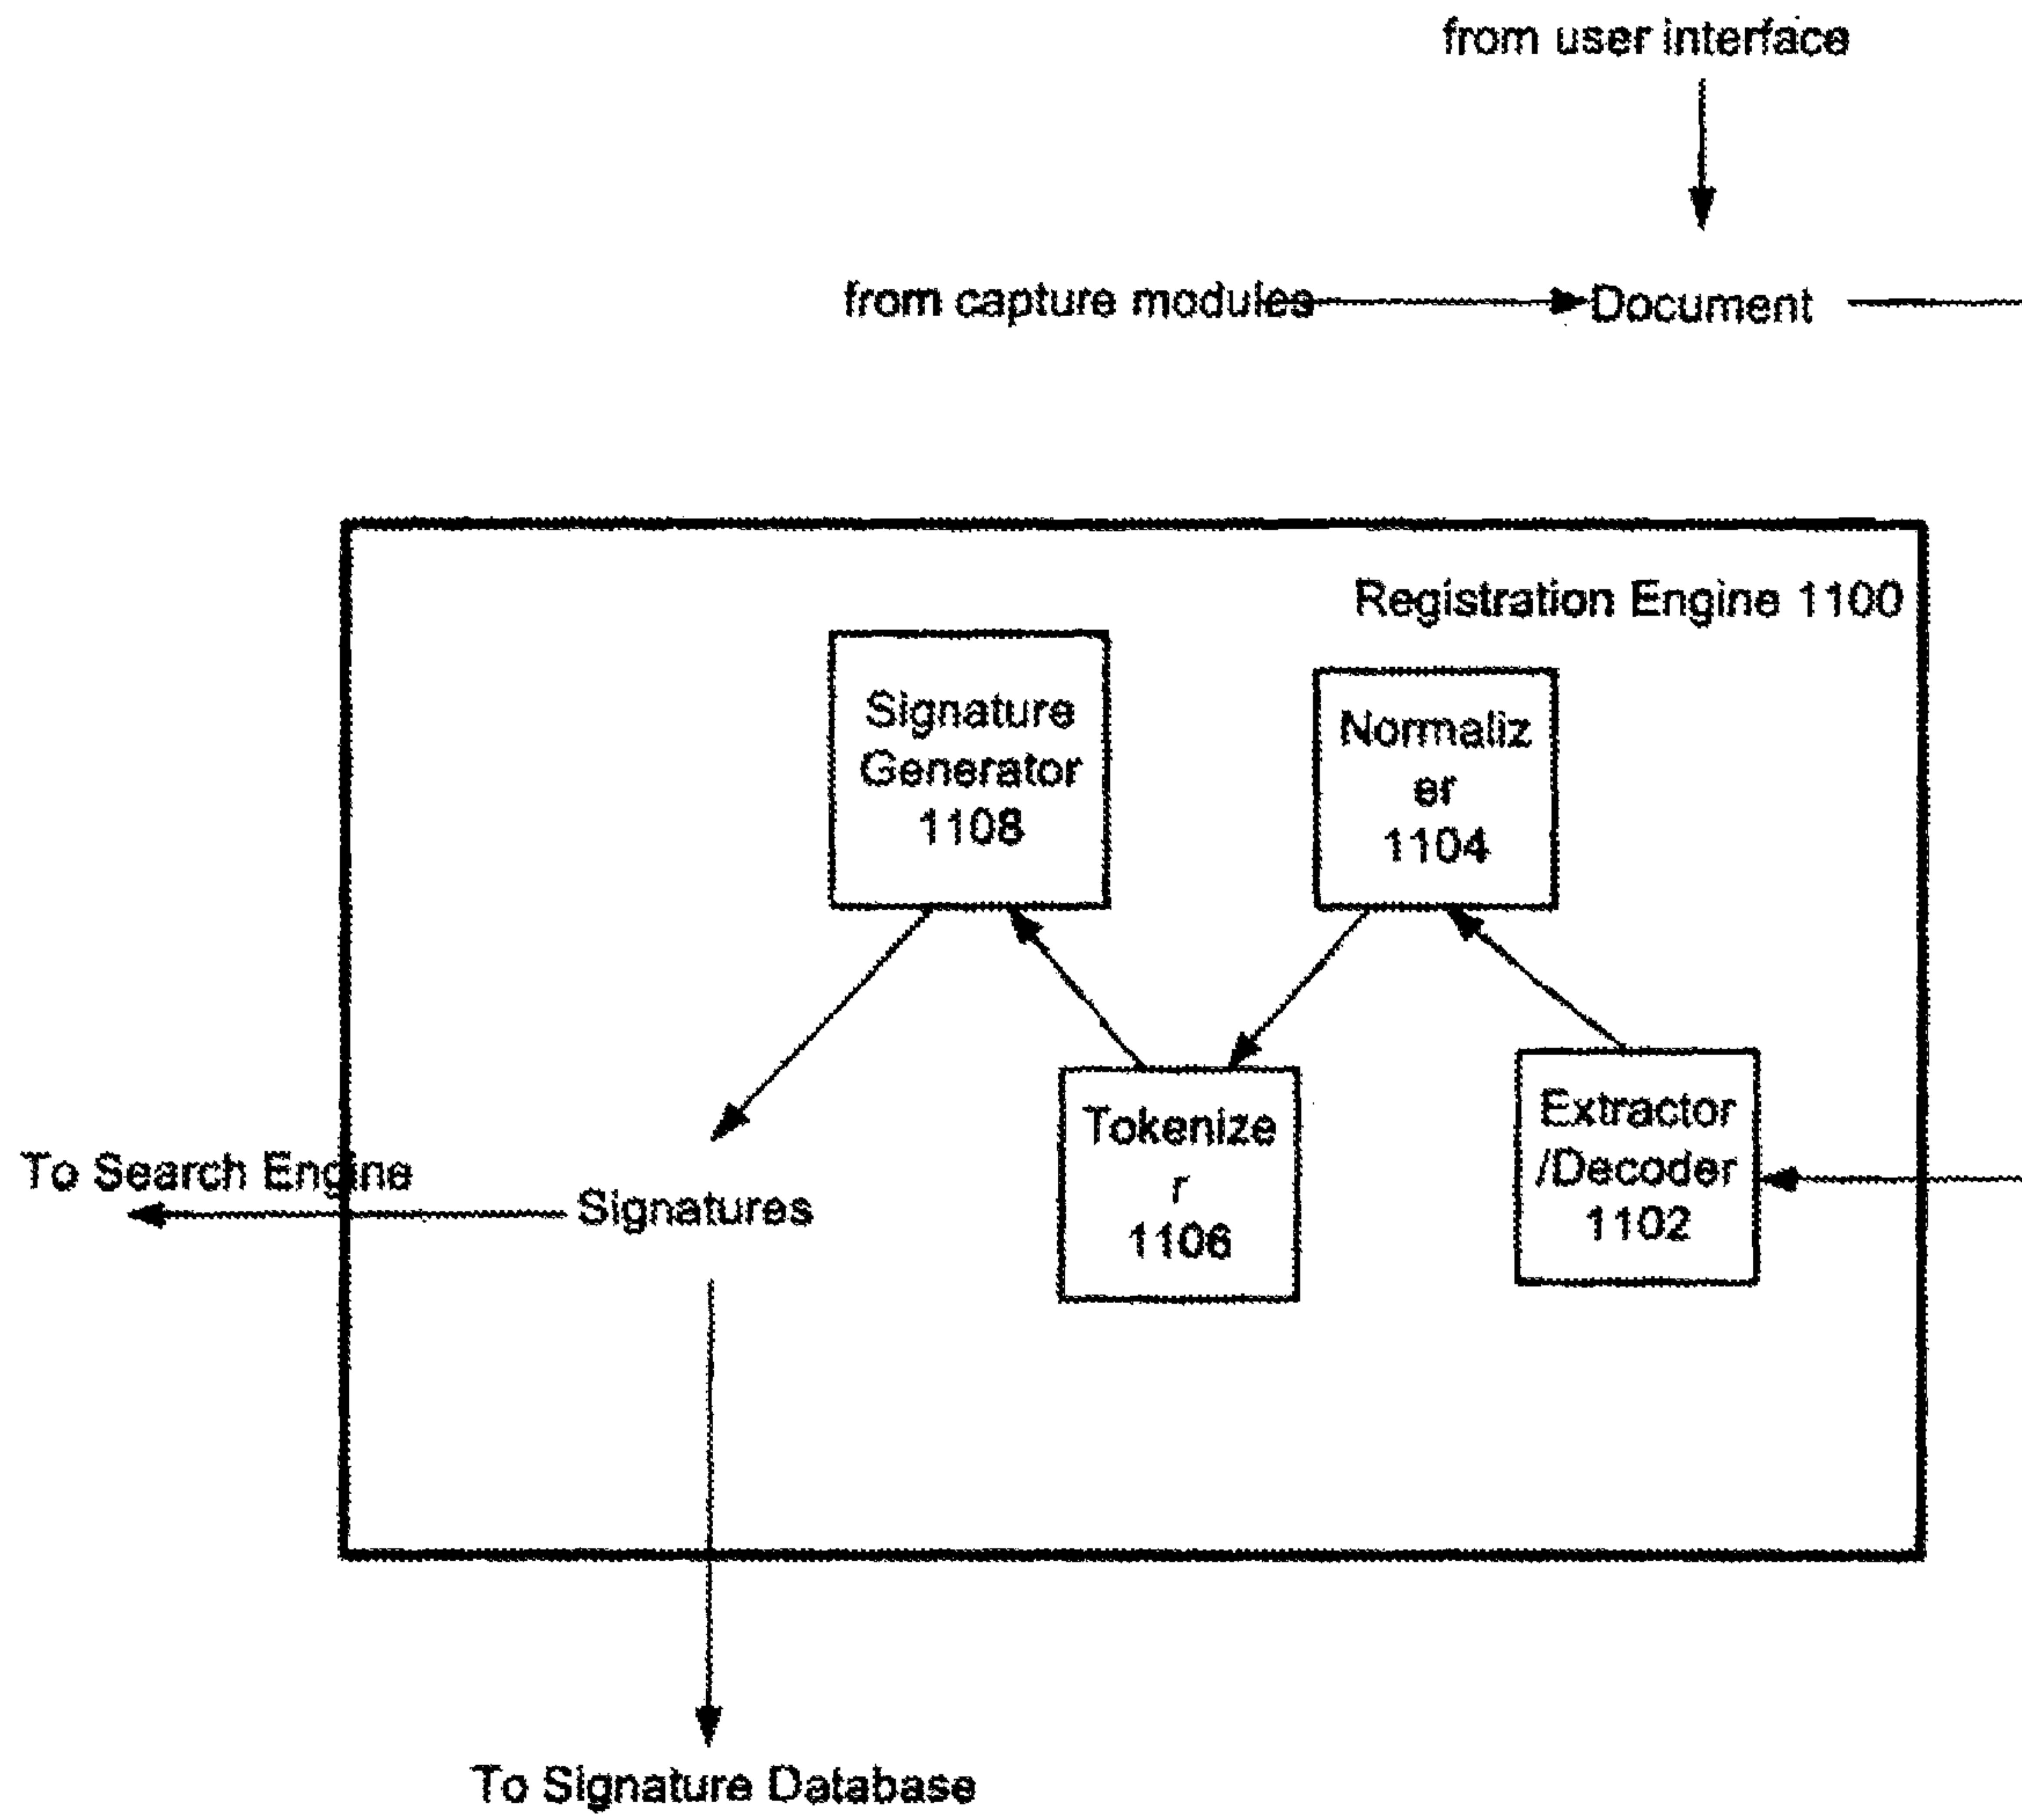 from user interface
from capture modules
Document
Registration Engine 1100
Signature
Generator
1108
Normaliz
er
1104
To Search Engine
Signatures
Tokenize
r
1106
Extractor
/Decoder
1102
To Signature Database